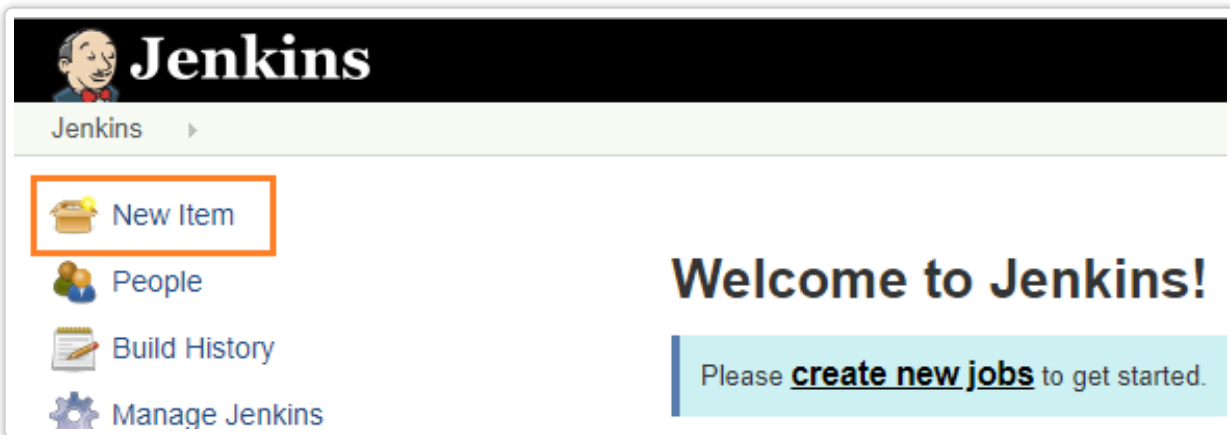 Jenkins
Jenkins
New Item
People
Build History
Manage Jenkins
Welcome to Jenkins!
Please create new jobs to get started.